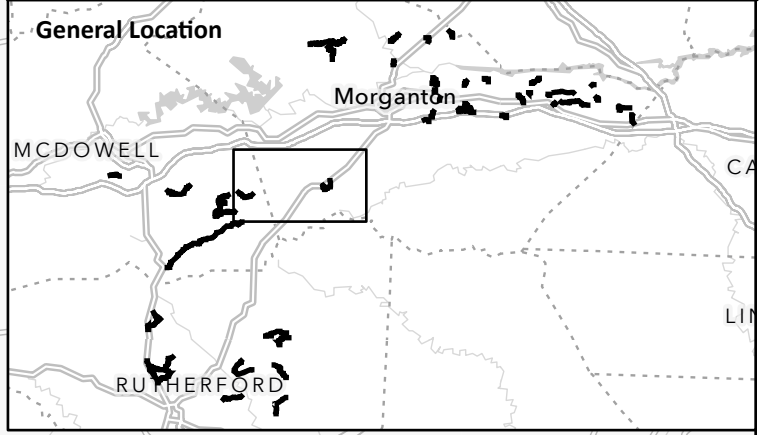 General Location
Morganton
MCDOWELL
CA
LIN
RUTHERFORD